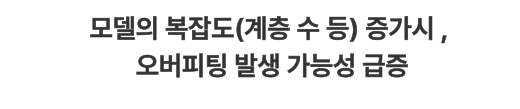 모델의 복잡도(계층 수 등) 증가시 ,
오버피팅 발생 가능성 급증